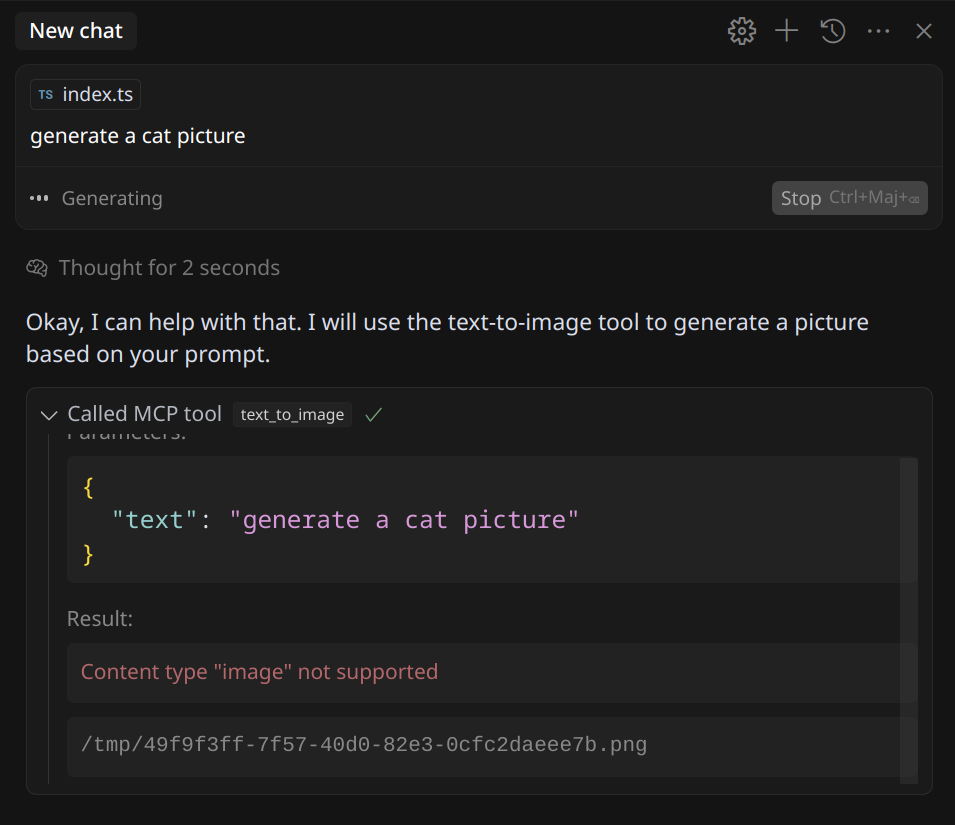 New chat
TS index.ts
generate a cat picture
Generating
Stop Ctrl+Maj+⌫
Thought for 2 seconds
Okay, I can help with that. I will use the text-to-image tool to generate a picture
based on your prompt.
Called MCP tool text_to_image
Parameters:
{
"text": "generate a cat picture"
}
Result:
Content type "image" not supported
/tmp/49f9f3ff-7f57-40d0-82e3-0cfc2daeee7b.png